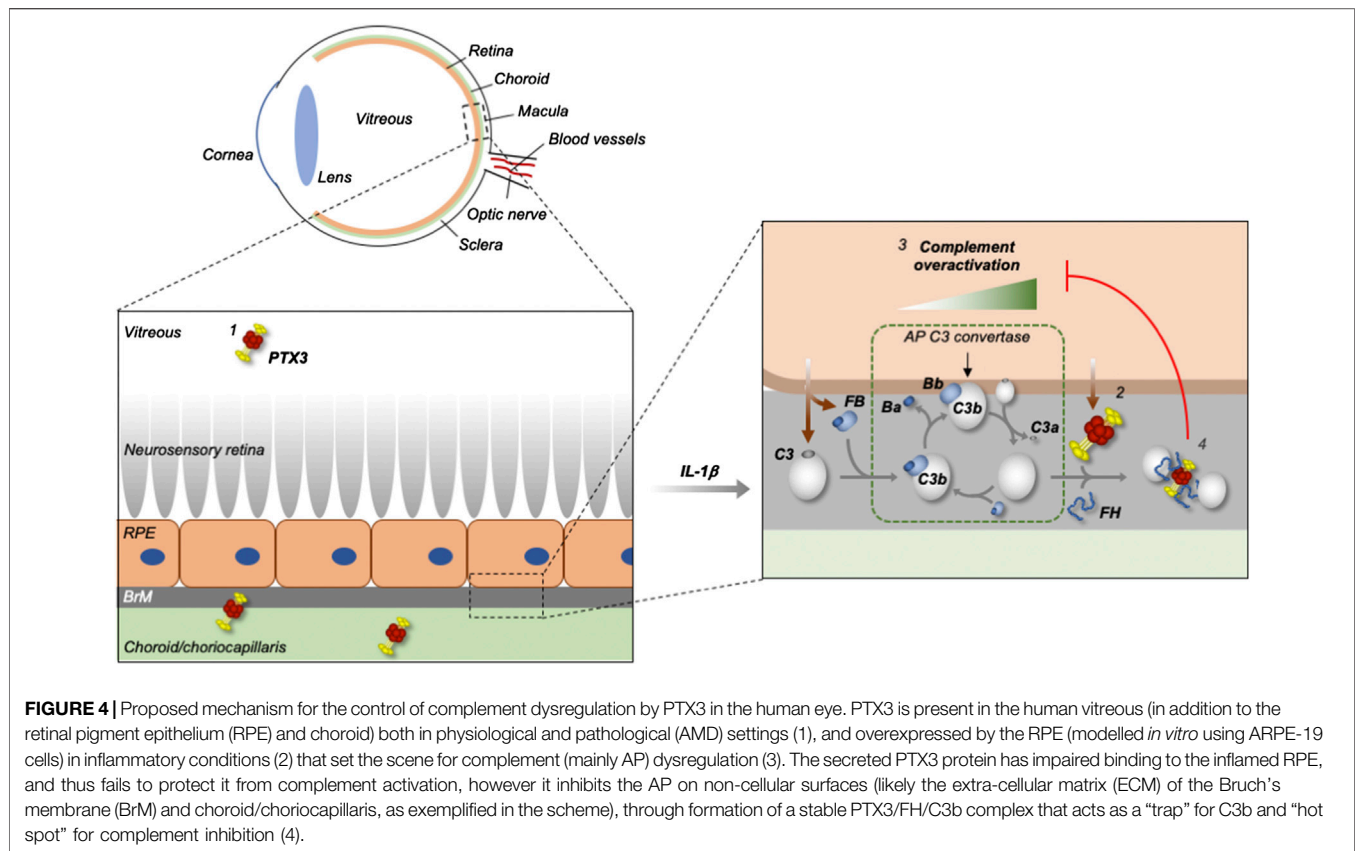 Retina
Choroid
Macula
Vitreous
Blood vessels
Cornea
Lens
Optic nerve
Sclera
Vitreous
1
PTX3
Neurosensory retina
RPE
BrM
Choroid/choriocapillaris
IL-1β
3 Complement
overactivation
AP C3 convertase
Bb
2
FB
Ba
C3b
C3a
C3
4
C3b
FH
FIGURE 4 | Proposed mechanism for the control of complement dysregulation by PTX3 in the human eye. PTX3 is present in the human vitreous (in addition to the
retinal pigment epithelium (RPE) and choroid) both in physiological and pathological (AMD) settings (1), and overexpressed by the RPE (modelled in vitro using ARPE-19
cells) in inflammatory conditions (2) that set the scene for complement (mainly AP) dysregulation (3). The secreted PTX3 protein has impaired binding to the inflamed RPE,
and thus fails to protect it from complement activation, however it inhibits the AP on non-cellular surfaces (likely the extra-cellular matrix (ECM) of the Bruch's
membrane (BrM) and choroid/choriocapillaris, as exemplified in the scheme), through formation of a stable PTX3/FH/C3b complex that acts as a “trap” for C3b and “hot
spot” for complement inhibition (4).